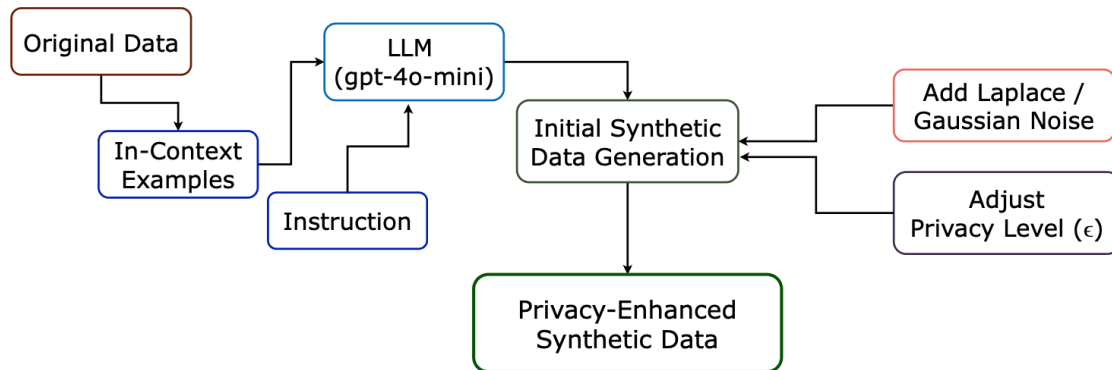 Original Data
In-Context
Examples
LLM
(gpt-4o-mini)
Instruction
Initial Synthetic
Data Generation
Add Laplace /
Gaussian Noise
Adjust
Privacy Level (ϵ)
Privacy-Enhanced
Synthetic Data